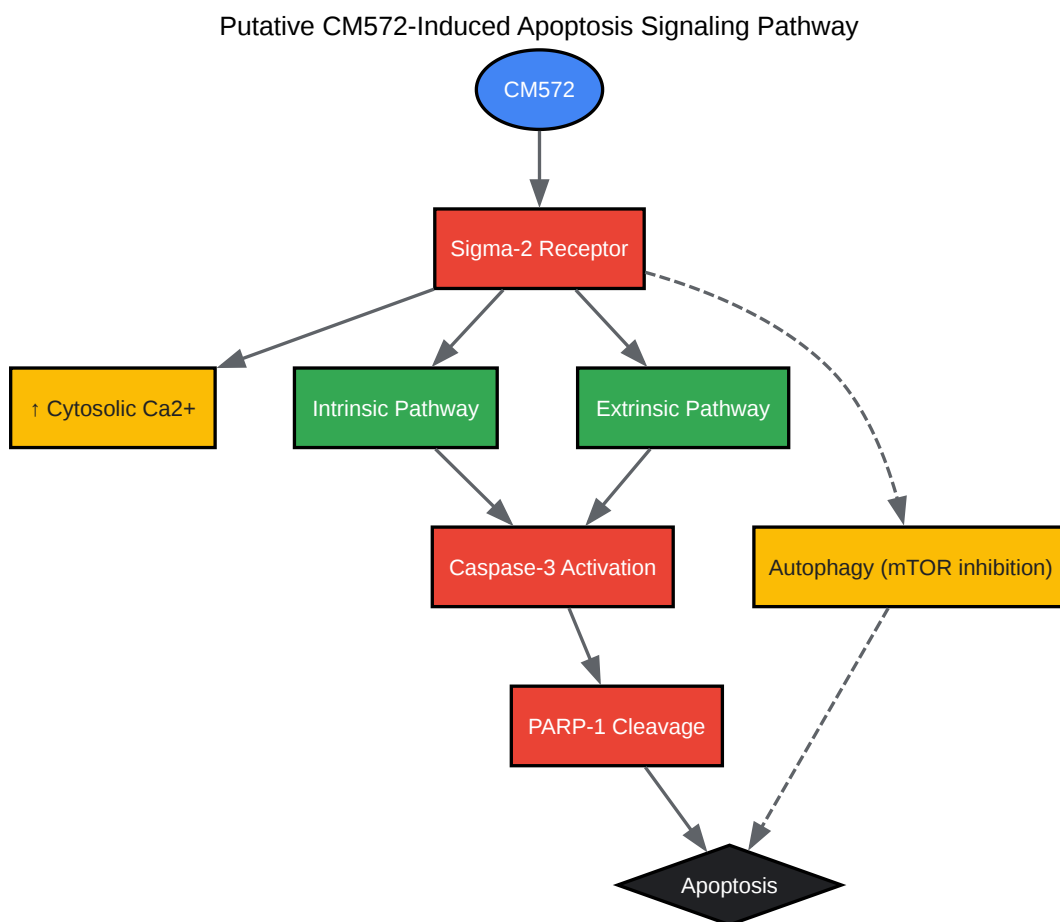 Putative CM572-Induced Apoptosis Signaling Pathway
CM572
Sigma-2 Receptor
↑ Cytosolic Ca2+
Intrinsic Pathway
Extrinsic Pathway
Caspase-3 Activation
Autophagy (mTOR inhibition)
PARP-1 Cleavage
Apoptosis